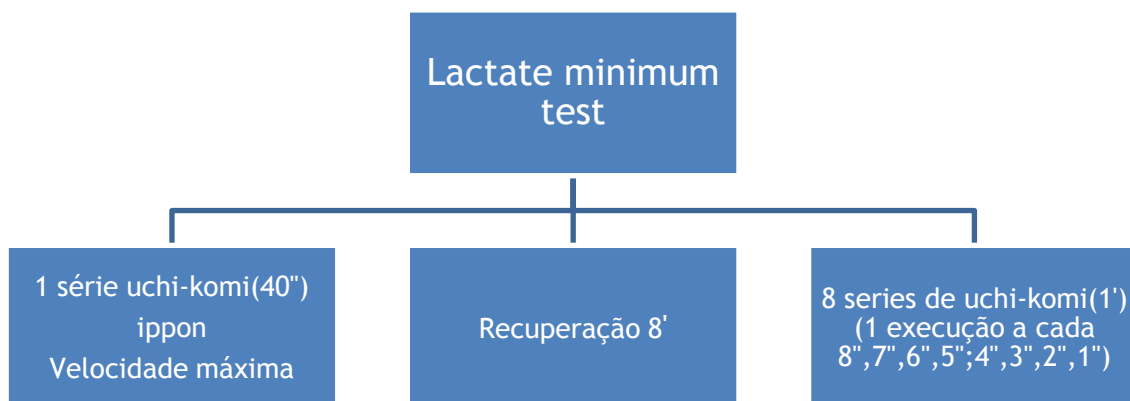 Lactate minimum
test
1 série uchi-komi(40")
ippon
Velocidade máxima
Recuperação 8'
8 series de uchi-komi(1')
(1 execução a cada
8",7",6",5";4",3",2",1")